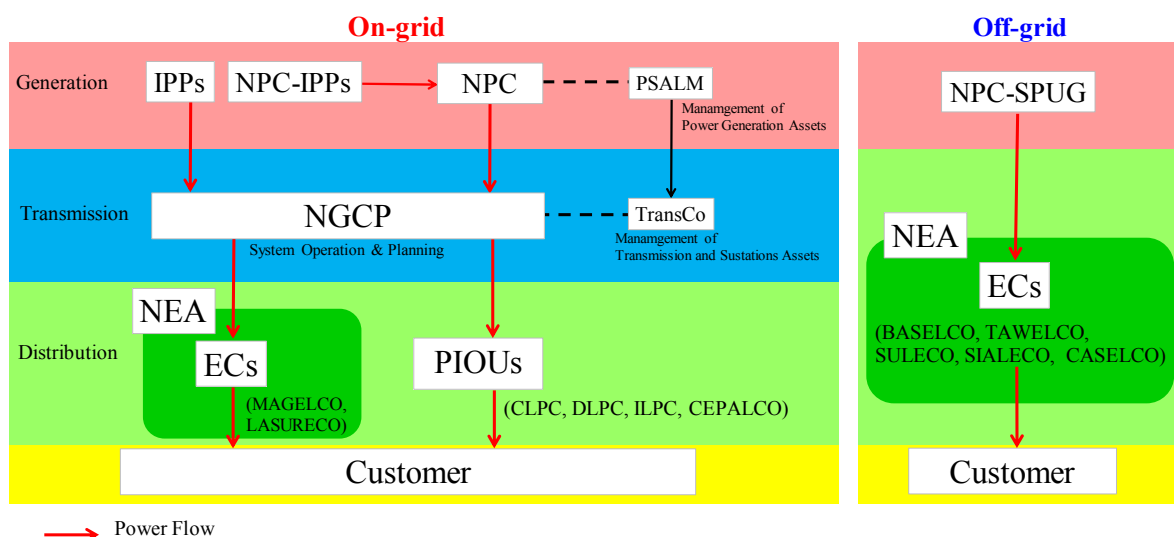 On-grid
Off-grid
Generation
IPPs
NPC-IPPs
NPC
PSALM
Manamgement of
Power Generation Assets
NPC-SPUG
Transmission
NGCP
System Operation & Planning
TransCo
Manamgement of
Transmission and Sustations Assets
NEA
ECs
(BASELCO, TAWELCO,
SULECO, SIALECO, CASELCO)
Distribution
NEA
ECs
(MAGELCO,
LASURECO)
PIOUs
(CLPC, DLPC, ILPC, CEPALCO)
Customer
Customer
Power Flow